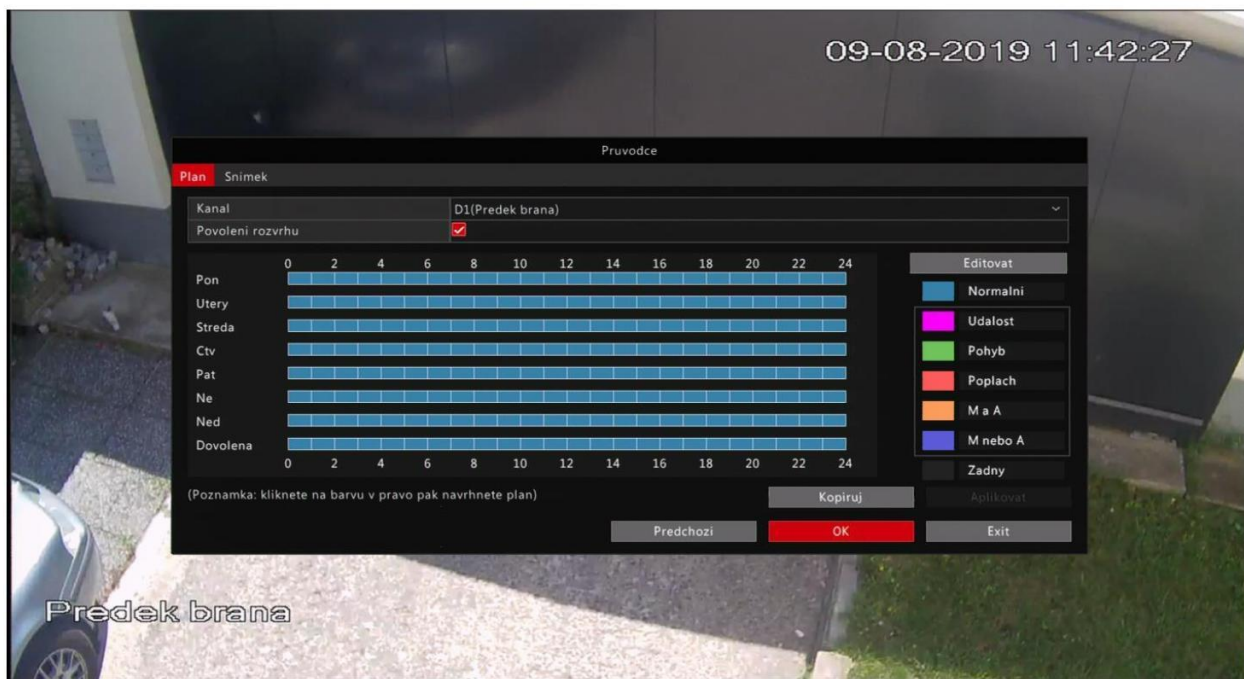 09-08-2019 11:42:27
Pruvodce
Plan Snimek
Kanal D1(Predek brana)
Povoleni rozvrhu
0 2 4 6 8 10 12 14 16 18 20 22 24 Editovat
Pon Normalni
Utery Udalost
Streda
Ctv Pohyb
Pat Poplach
Ne
Ned M a A
Dovolena M nebo A
0 2 4 6 8 10 12 14 16 18 20 22 24 Zadny
(Poznamka: kliknete na barvu v pravo pak navrhnete plan) Kopiruj Aplikovat
Predchozi OK Exit
Predek brana